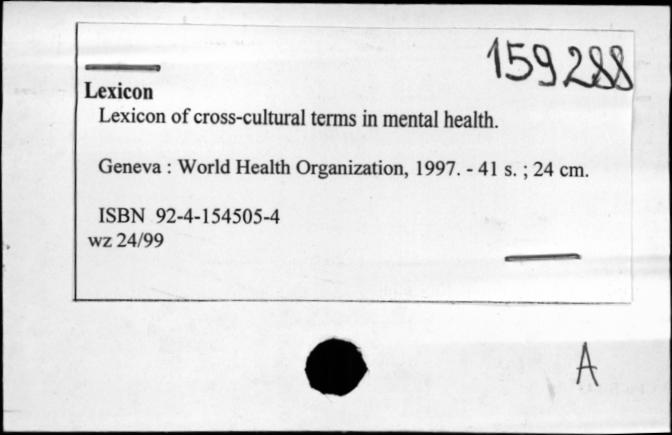 159288
Lexicon
Lexicon of cross-cultural terms in mental health.
Geneva : World Health Organization, 1997. - 41 s. ; 24 cm.
ISBN 92-4-154505-4
wz 24/99
A